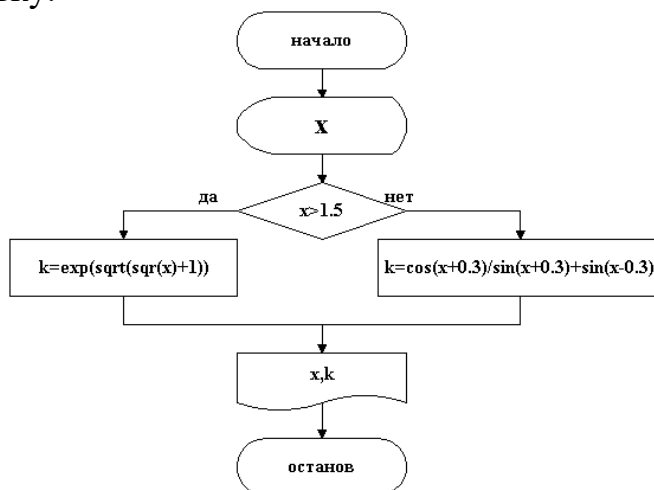 начало
X
да
нет
x>1.5
k=exp(sqrt(sqr(x)+1))
k=cos(x+0.3)/sin(x+0.3)+sin(x-0.3)
x,k
останов